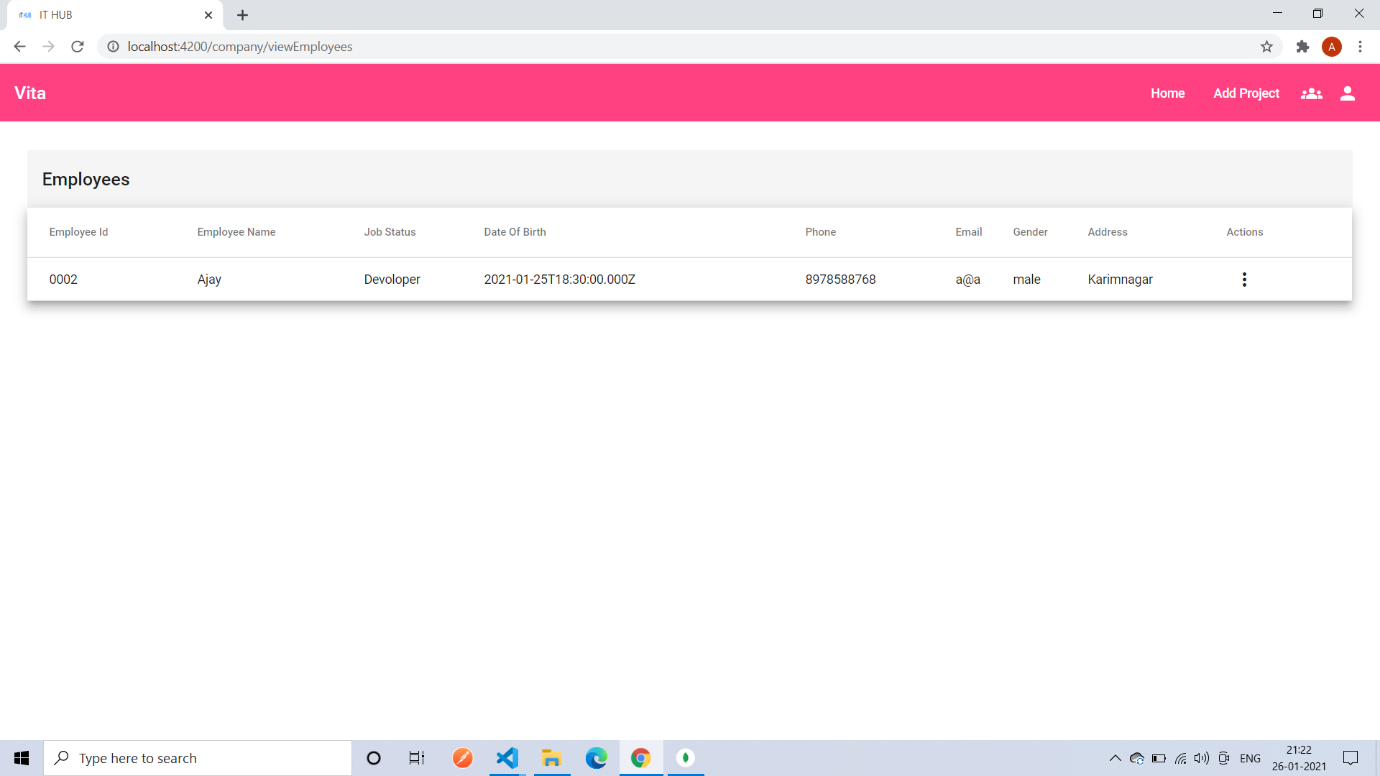 IT HUB
localhost:4200/company/viewEmployees
A
Vita Home Add Project
Employees
Employee Id Employee Name Job Status Date Of Birth Phone Email Gender Address Actions
0002 Ajay Devoloper 2021-01-25T18:30:00.000Z 8978588768 a@a male Karimnagar
Type here to search
ENG
21:22
26-01-2021